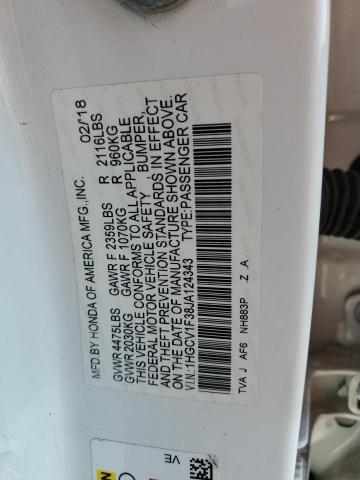 MFD.BY HONDA OF AMERICA MFG.,INC. 02/'18
GVWR 4475LBS GAWR F 2359LBS R 2116LBS
GVWR 2030KG GAWR F 1070KG R 960KG
THIS VEHICLE CONFORMS TO ALL APPLICABLE
FEDERAL MOTOR VEHICLE SAFETY, BUMPER,
AND THEFT PREVENTION STANDARDS IN EFFECT
ON THE DATE OF MANUFACTURE SHOWN ABOVE.
V.I.N.:1HGCV1F38JA124343 TYPE:PASSENGER CAR
TVA J AF6 NH883P Z A
VE